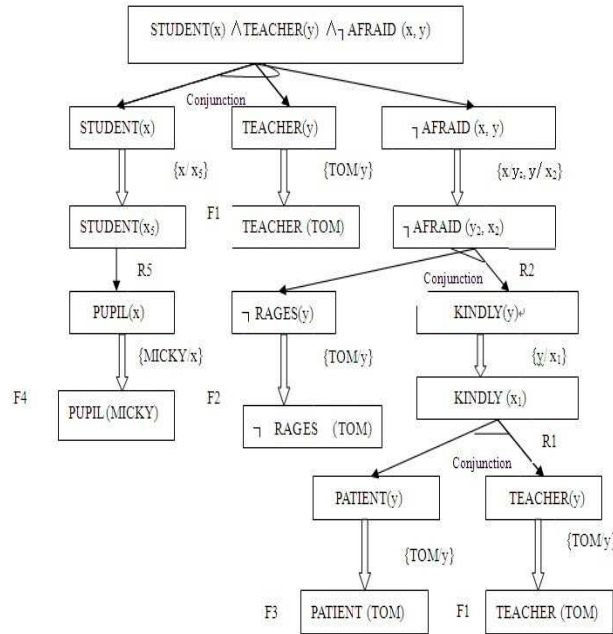 STUDENT(x) ∧TEACHER(y) ∧┐AFRAID (x, y)
Conjunction
STUDENT(x)
TEACHER(y)
┐AFRAID (x, y)
{x/x₅}
{TOM/y}
{x/y₂, y/x₂}
STUDENT(x₅)
F1
TEACHER (TOM)
┐AFRAID (y₂, x₂)
R5
Conjunction
R2
PUPIL(x)
┐ RAGES(y)
KINDLY(y)↵
{MICKY/x}
{TOM/y}
{y/x₁}
F4
PUPIL(MICKY)
F2
┐ RAGES (TOM)
KINDLY (x₁)
Conjunction
R1
PATIENT(y)
TEACHER(y)
{TOM/y}
{TOM/y}
F3
PATIENT (TOM)
F1
TEACHER (TOM)